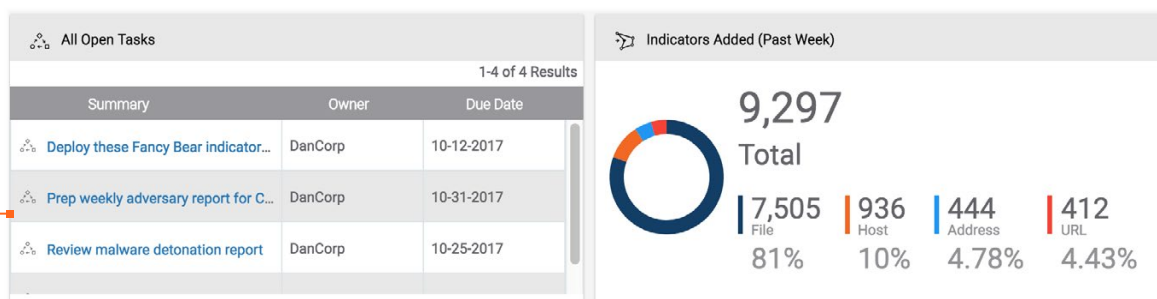 All Open Tasks
1-4 of 4 Results
Summary Owner Due Date
Deploy these Fancy Bear indicator... DanCorp 10-12-2017
Prep weekly adversary report for C... DanCorp 10-31-2017
Review malware detonation report DanCorp 10-25-2017
Indicators Added (Past Week)
9,297
Total
7,505 936 444 412
File Host Address URL
81% 10% 4.78% 4.43%